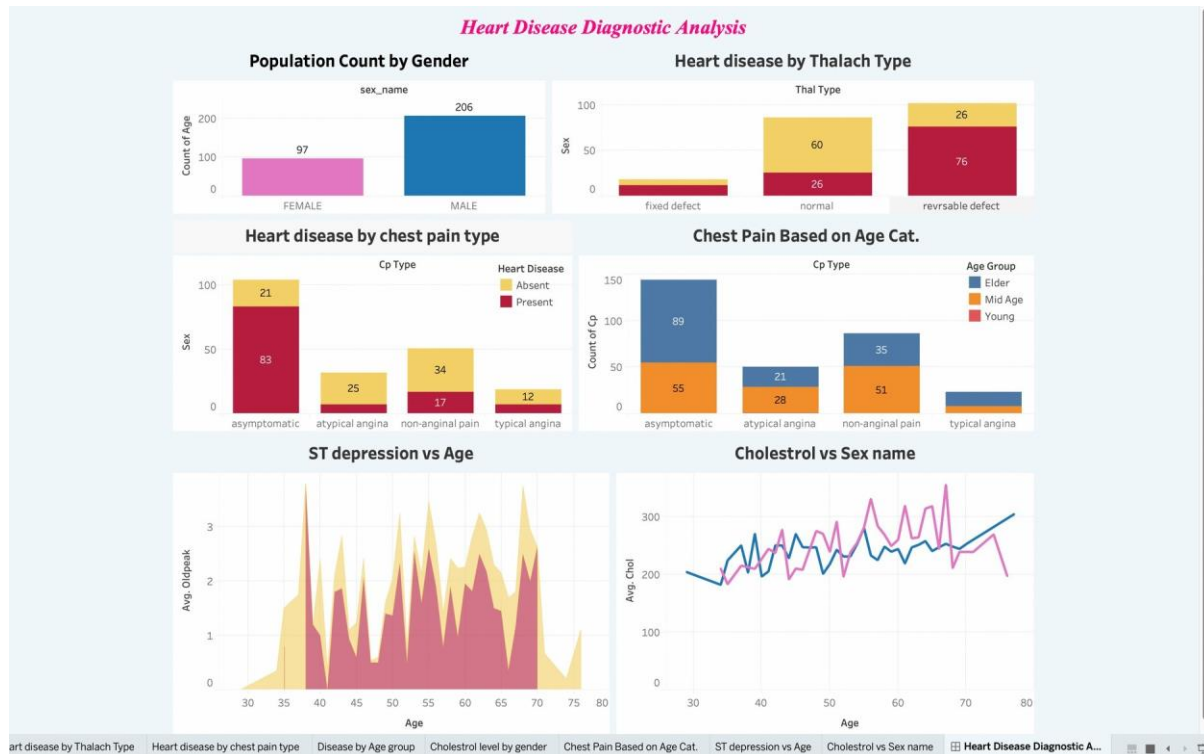 Heart Disease Diagnostic Analysis
Population Count by Gender
sex_name
Count of Age
200
100
0
97
206
FEMALE
MALE
Heart disease by Thalach Type
Thal Type
Sex
100
50
0
60
26
26
76
fixed defect
normal
revrsable defect
Heart disease by chest pain type
Cp Type
Heart Disease
Absent
Present
Sex
100
50
0
21
83
25
34
17
12
asymptomatic
atypical angina
non-anginal pain
typical angina
Chest Pain Based on Age Cat.
Cp Type
Age Group
Elder
Mid Age
Young
Count of Cp
150
100
50
0
89
55
21
28
35
51
asymptomatic
atypical angina
non-anginal pain
typical angina
ST depression vs Age
Avg. Oldpeak
3
2
1
0
30 35 40 45 50 55 60 65 70 75 80
Age
Cholestrol vs Sex name
Avg. Chol
300
200
100
0
30 40 50 60 70 80
Age
art disease by Thalach Type Heart disease by chest pain type Disease by Age group Cholestrol level by gender Chest Pain Based on Age Cat. ST depression vs Age Cholestrol vs Sex name Heart Disease Diagnostic A...